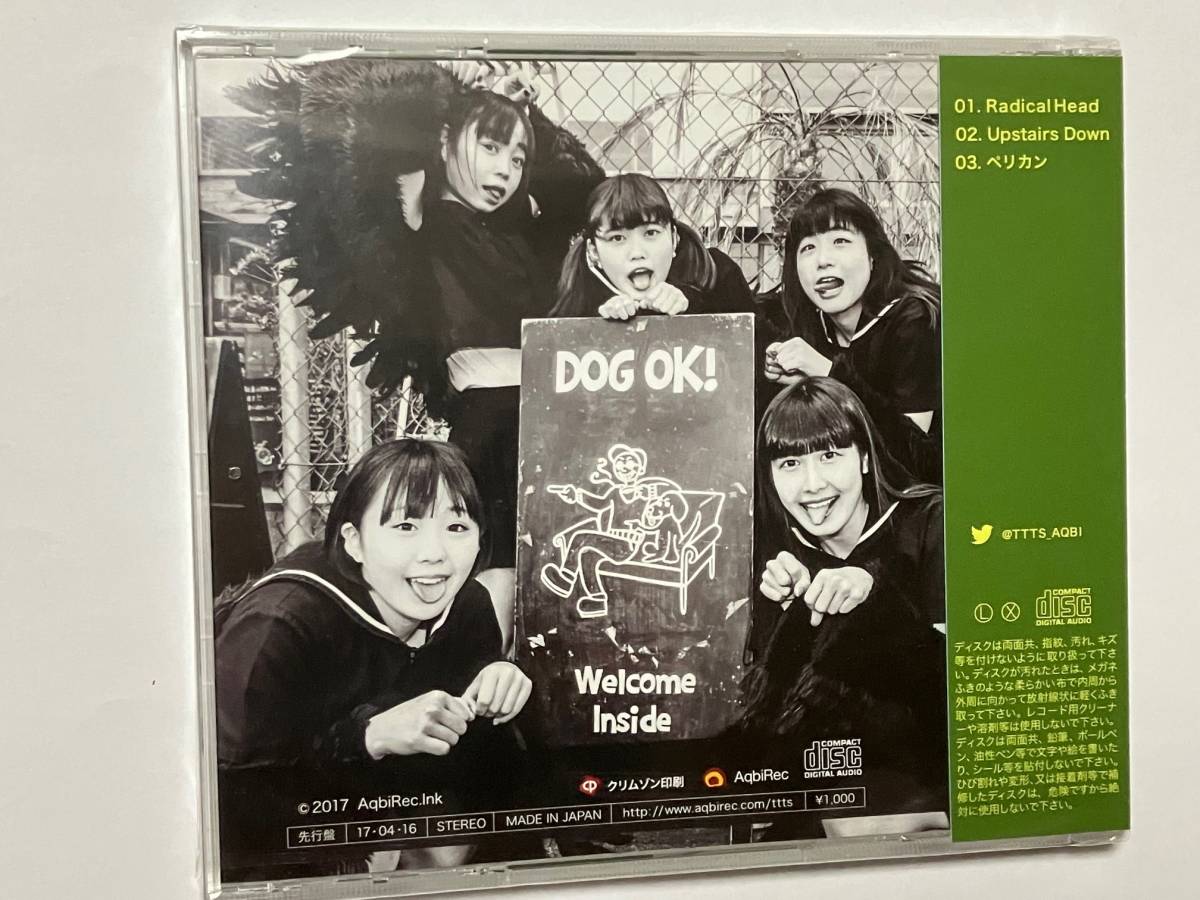 01. Radical Head
02. Upstairs Down
03. ペリカン
DOG OK!
Welcome
Inside
@TTTS_AQBI
L X
COMPACT
disc
DIGITAL AUDIO
ディスクは両面共、指紋、汚れ、キズ
等を付けないように取り扱って下さ
い。ディスクが汚れたときは、メガネ
ふきのような柔らかい布で内周から
外周に向かって放射線状に軽くふき
取って下さい。レコード用クリーナ
ーや溶剤等は使用しないで下さい。
ディスクは両面共、鉛筆、ボールペ
ン、油性ペン等で文字や絵を書いた
り、シール等を貼付しないで下さい。
ひび割れや変形、又は接着剤等で補
修したディスクは、危険ですから絶
対に使用しないで下さい。
COMPACT
disc
DIGITAL AUDIO
クリムゾン印刷 AqbiRec
©2017 AqbiRec.Ink
先行盤 17・04・16 STEREO MADE IN JAPAN http://www.aqbirec.com/ttts ¥1,000